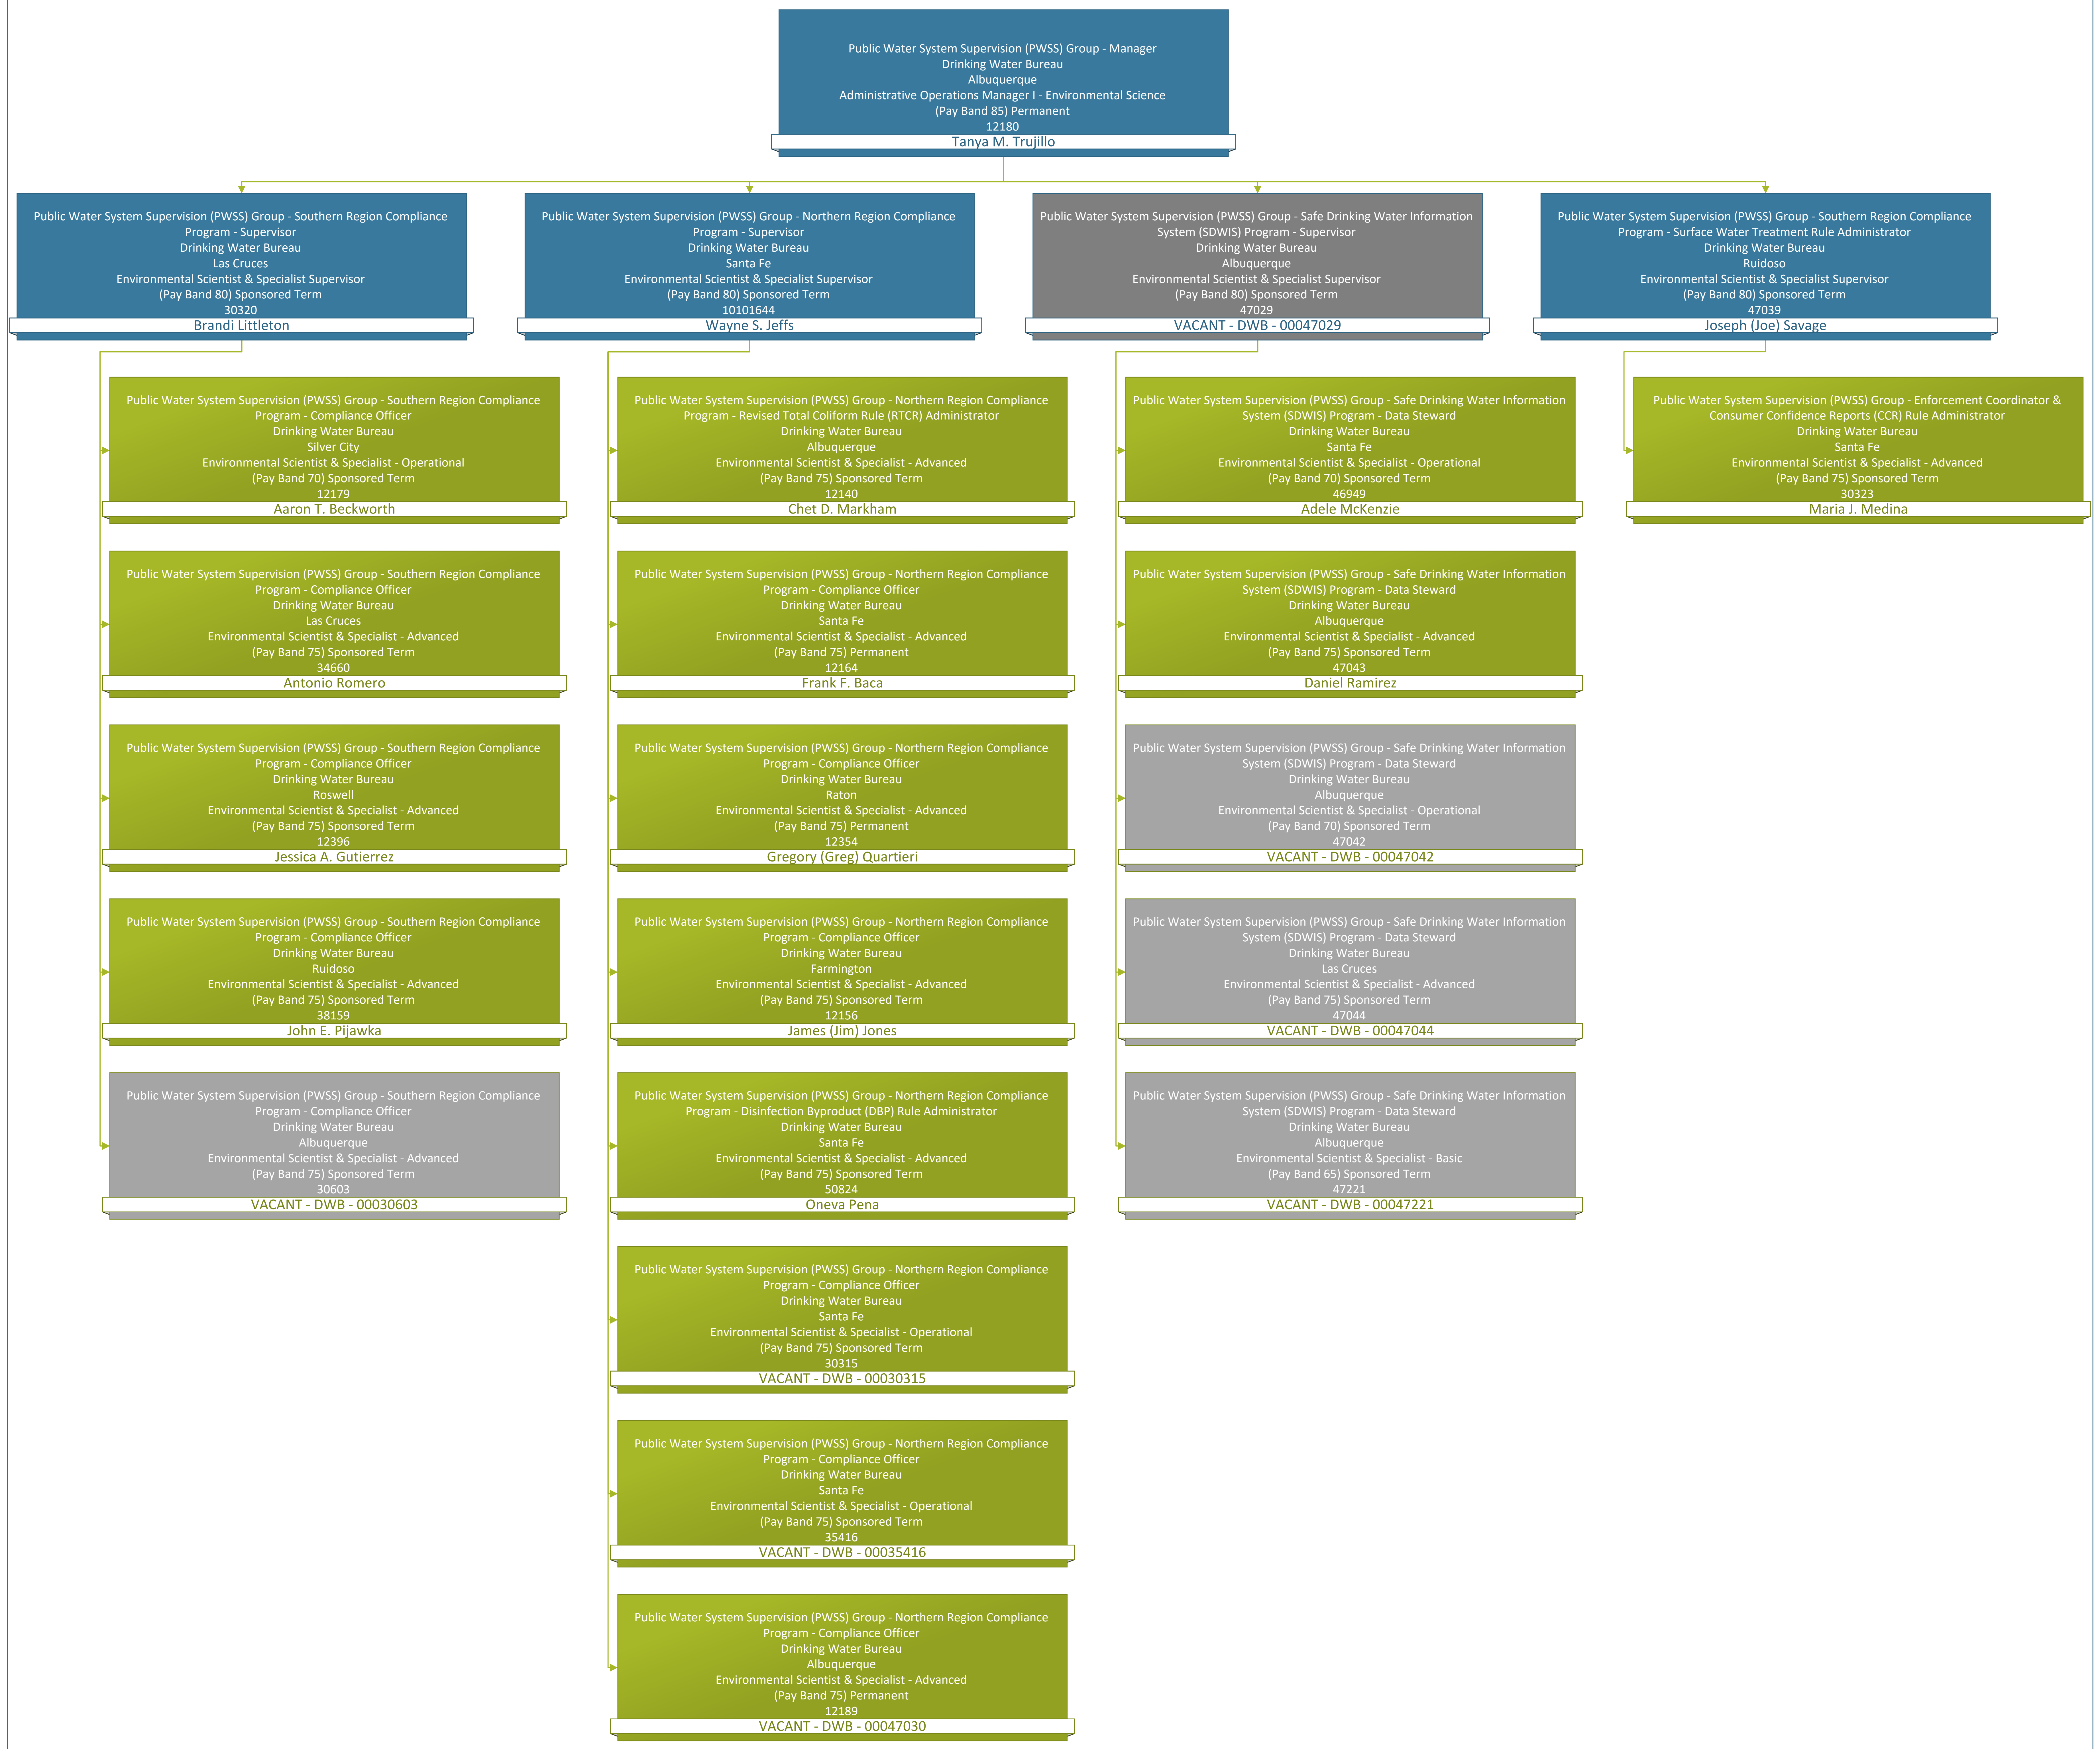 Public Water System Supervision (PWSS) Group - Manager
Drinking Water Bureau
Albuquerque
Administrative Operations Manager I - Environmental Science
(Pay Band 85) Permanent
12180
Tanya M. Trujillo
Public Water System Supervision (PWSS) Group - Southern Region Compliance
Program - Supervisor
Drinking Water Bureau
Las Cruces
Environmental Scientist & Specialist Supervisor
(Pay Band 80) Sponsored Term
30320
Brandi Littleton
Public Water System Supervision (PWSS) Group - Northern Region Compliance
Program - Supervisor
Drinking Water Bureau
Santa Fe
Environmental Scientist & Specialist Supervisor
(Pay Band 80) Sponsored Term
10101644
Wayne S. Jeffs
Public Water System Supervision (PWSS) Group - Safe Drinking Water Information
System (SDWIS) Program - Supervisor
Drinking Water Bureau
Albuquerque
Environmental Scientist & Specialist Supervisor
(Pay Band 80) Sponsored Term
47029
VACANT - DWB - 00047029
Public Water System Supervision (PWSS) Group - Southern Region Compliance
Program - Surface Water Treatment Rule Administrator
Drinking Water Bureau
Ruidoso
Environmental Scientist & Specialist Supervisor
(Pay Band 80) Sponsored Term
47039
Joseph (Joe) Savage
Public Water System Supervision (PWSS) Group - Southern Region Compliance
Program - Compliance Officer
Drinking Water Bureau
Silver City
Environmental Scientist & Specialist - Operational
(Pay Band 70) Sponsored Term
12179
Aaron T. Beckworth
Public Water System Supervision (PWSS) Group - Southern Region Compliance
Program - Compliance Officer
Drinking Water Bureau
Las Cruces
Environmental Scientist & Specialist - Advanced
(Pay Band 75) Sponsored Term
34660
Antonio Romero
Public Water System Supervision (PWSS) Group - Southern Region Compliance
Program - Compliance Officer
Drinking Water Bureau
Roswell
Environmental Scientist & Specialist - Advanced
(Pay Band 75) Sponsored Term
12396
Jessica A. Gutierrez
Public Water System Supervision (PWSS) Group - Southern Region Compliance
Program - Compliance Officer
Drinking Water Bureau
Ruidoso
Environmental Scientist & Specialist - Advanced
(Pay Band 75) Sponsored Term
38159
John E. Pijawka
Public Water System Supervision (PWSS) Group - Southern Region Compliance
Program - Compliance Officer
Drinking Water Bureau
Albuquerque
Environmental Scientist & Specialist - Advanced
(Pay Band 75) Sponsored Term
30603
VACANT - DWB - 00030603
Public Water System Supervision (PWSS) Group - Northern Region Compliance
Program - Revised Total Coliform Rule (RTCR) Administrator
Drinking Water Bureau
Albuquerque
Environmental Scientist & Specialist - Advanced
(Pay Band 75) Sponsored Term
12140
Chet D. Markham
Public Water System Supervision (PWSS) Group - Northern Region Compliance
Program - Compliance Officer
Drinking Water Bureau
Santa Fe
Environmental Scientist & Specialist - Advanced
(Pay Band 75) Permanent
12164
Frank F. Baca
Public Water System Supervision (PWSS) Group - Northern Region Compliance
Program - Compliance Officer
Drinking Water Bureau
Raton
Environmental Scientist & Specialist - Advanced
(Pay Band 75) Permanent
12354
Gregory (Greg) Quartieri
Public Water System Supervision (PWSS) Group - Northern Region Compliance
Program - Compliance Officer
Drinking Water Bureau
Farmington
Environmental Scientist & Specialist - Advanced
(Pay Band 75) Sponsored Term
12156
James (Jim) Jones
Public Water System Supervision (PWSS) Group - Northern Region Compliance
Program - Disinfection Byproduct (DBP) Rule Administrator
Drinking Water Bureau
Santa Fe
Environmental Scientist & Specialist - Advanced
(Pay Band 75) Sponsored Term
50824
Oneva Pena
Public Water System Supervision (PWSS) Group - Northern Region Compliance
Program - Compliance Officer
Drinking Water Bureau
Santa Fe
Environmental Scientist & Specialist - Operational
(Pay Band 75) Sponsored Term
30315
VACANT - DWB - 00030315
Public Water System Supervision (PWSS) Group - Northern Region Compliance
Program - Compliance Officer
Drinking Water Bureau
Santa Fe
Environmental Scientist & Specialist - Operational
(Pay Band 75) Sponsored Term
35416
VACANT - DWB - 00035416
Public Water System Supervision (PWSS) Group - Northern Region Compliance
Program - Compliance Officer
Drinking Water Bureau
Albuquerque
Environmental Scientist & Specialist - Advanced
(Pay Band 75) Permanent
12189
VACANT - DWB - 00047030
Public Water System Supervision (PWSS) Group - Safe Drinking Water Information
System (SDWIS) Program - Data Steward
Drinking Water Bureau
Santa Fe
Environmental Scientist & Specialist - Operational
(Pay Band 70) Sponsored Term
46949
Adele McKenzie
Public Water System Supervision (PWSS) Group - Safe Drinking Water Information
System (SDWIS) Program - Data Steward
Drinking Water Bureau
Albuquerque
Environmental Scientist & Specialist - Advanced
(Pay Band 75) Sponsored Term
47043
Daniel Ramirez
Public Water System Supervision (PWSS) Group - Safe Drinking Water Information
System (SDWIS) Program - Data Steward
Drinking Water Bureau
Albuquerque
Environmental Scientist & Specialist - Operational
(Pay Band 70) Sponsored Term
47042
VACANT - DWB - 00047042
Public Water System Supervision (PWSS) Group - Safe Drinking Water Information
System (SDWIS) Program - Data Steward
Drinking Water Bureau
Las Cruces
Environmental Scientist & Specialist - Advanced
(Pay Band 75) Sponsored Term
47044
VACANT - DWB - 00047044
Public Water System Supervision (PWSS) Group - Safe Drinking Water Information
System (SDWIS) Program - Data Steward
Drinking Water Bureau
Albuquerque
Environmental Scientist & Specialist - Basic
(Pay Band 65) Sponsored Term
47221
VACANT - DWB - 00047221
Public Water System Supervision (PWSS) Group - Enforcement Coordinator &
Consumer Confidence Reports (CCR) Rule Administrator
Drinking Water Bureau
Santa Fe
Environmental Scientist & Specialist - Advanced
(Pay Band 75) Sponsored Term
30323
Maria J. Medina